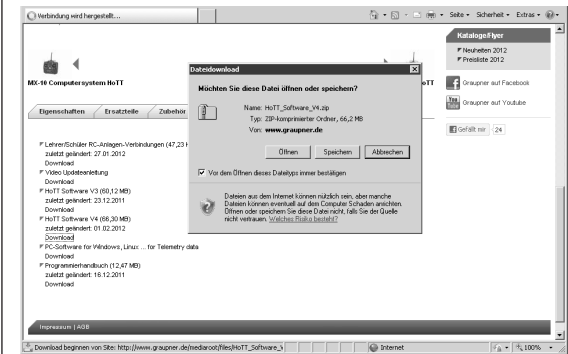 Verbindung wird hergestellt...
Seite
Sicherheit
Extras
MX-10 Computersystem HoTT
oTT
Eigenschaften
Ersatzteile
Zubehör
Lehrer/Schüler RC-Anlagen-Verbindungen (47,23 K
zuletzt geändert: 27.01.2012
Download
Video Updateanleitung
Download
HoTT Software V3 (60,12 MB)
zuletzt geändert: 23.12.2011
Download
HoTT Software V4 (66,30 MB)
zuletzt geändert: 01.02.2012
Download
PC-Software for Windows, Linux ... for Telemetry data
Download
Programmierhandbuch (12,47 MB)
zuletzt geändert: 16.12.2011
Download
Impressum | AGB
Dateidownload
Möchten Sie diese Datei öffnen oder speichern?
Name: HoTT_Software_V4.zip
Typ: ZIP-komprimierter Ordner, 66,2 MB
Von: www.graupner.de
Öffnen
Speichern
Abbrechen
Vor dem Öffnen dieses Dateityps immer bestätigen
Dateien aus dem Internet können nützlich sein, aber manche
Dateien können eventuell auf dem Computer Schaden anrichten.
Öffnen oder speichern Sie diese Datei nicht, falls Sie der Quelle
nicht vertrauen. Welches Risiko besteht?
Kataloge/Flyer
Neuheiten 2012
Preisliste 2012
Graupner auf Facebook
You Tube
Graupner auf Youtube
Gefällt mir
24
Download beginnen von Site: http://www.graupner.de/mediaroot/files/HoTT_Software_V
Internet
100%